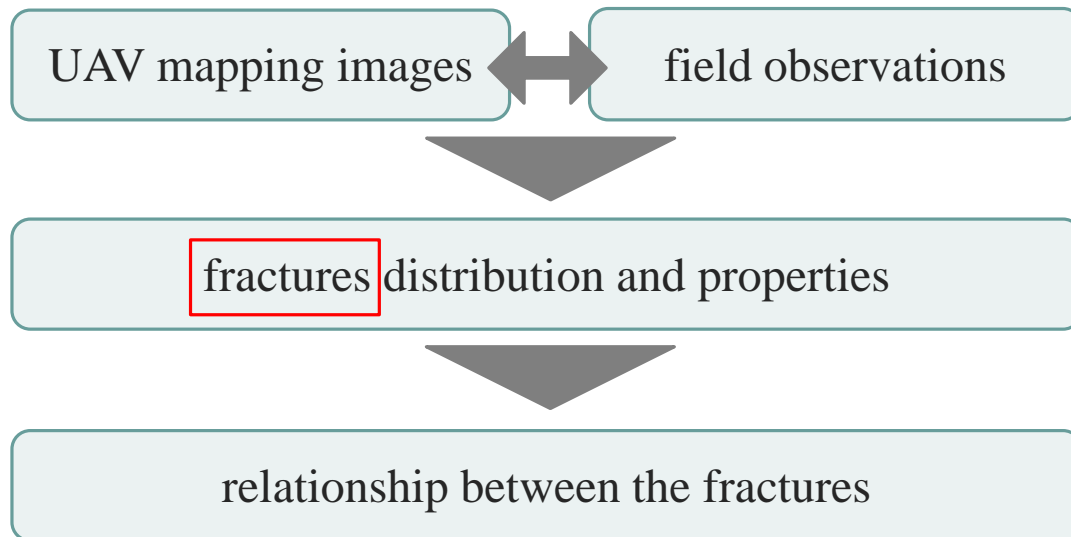 UAV mapping images
field observations
fractures distribution and properties
relationship between the fractures